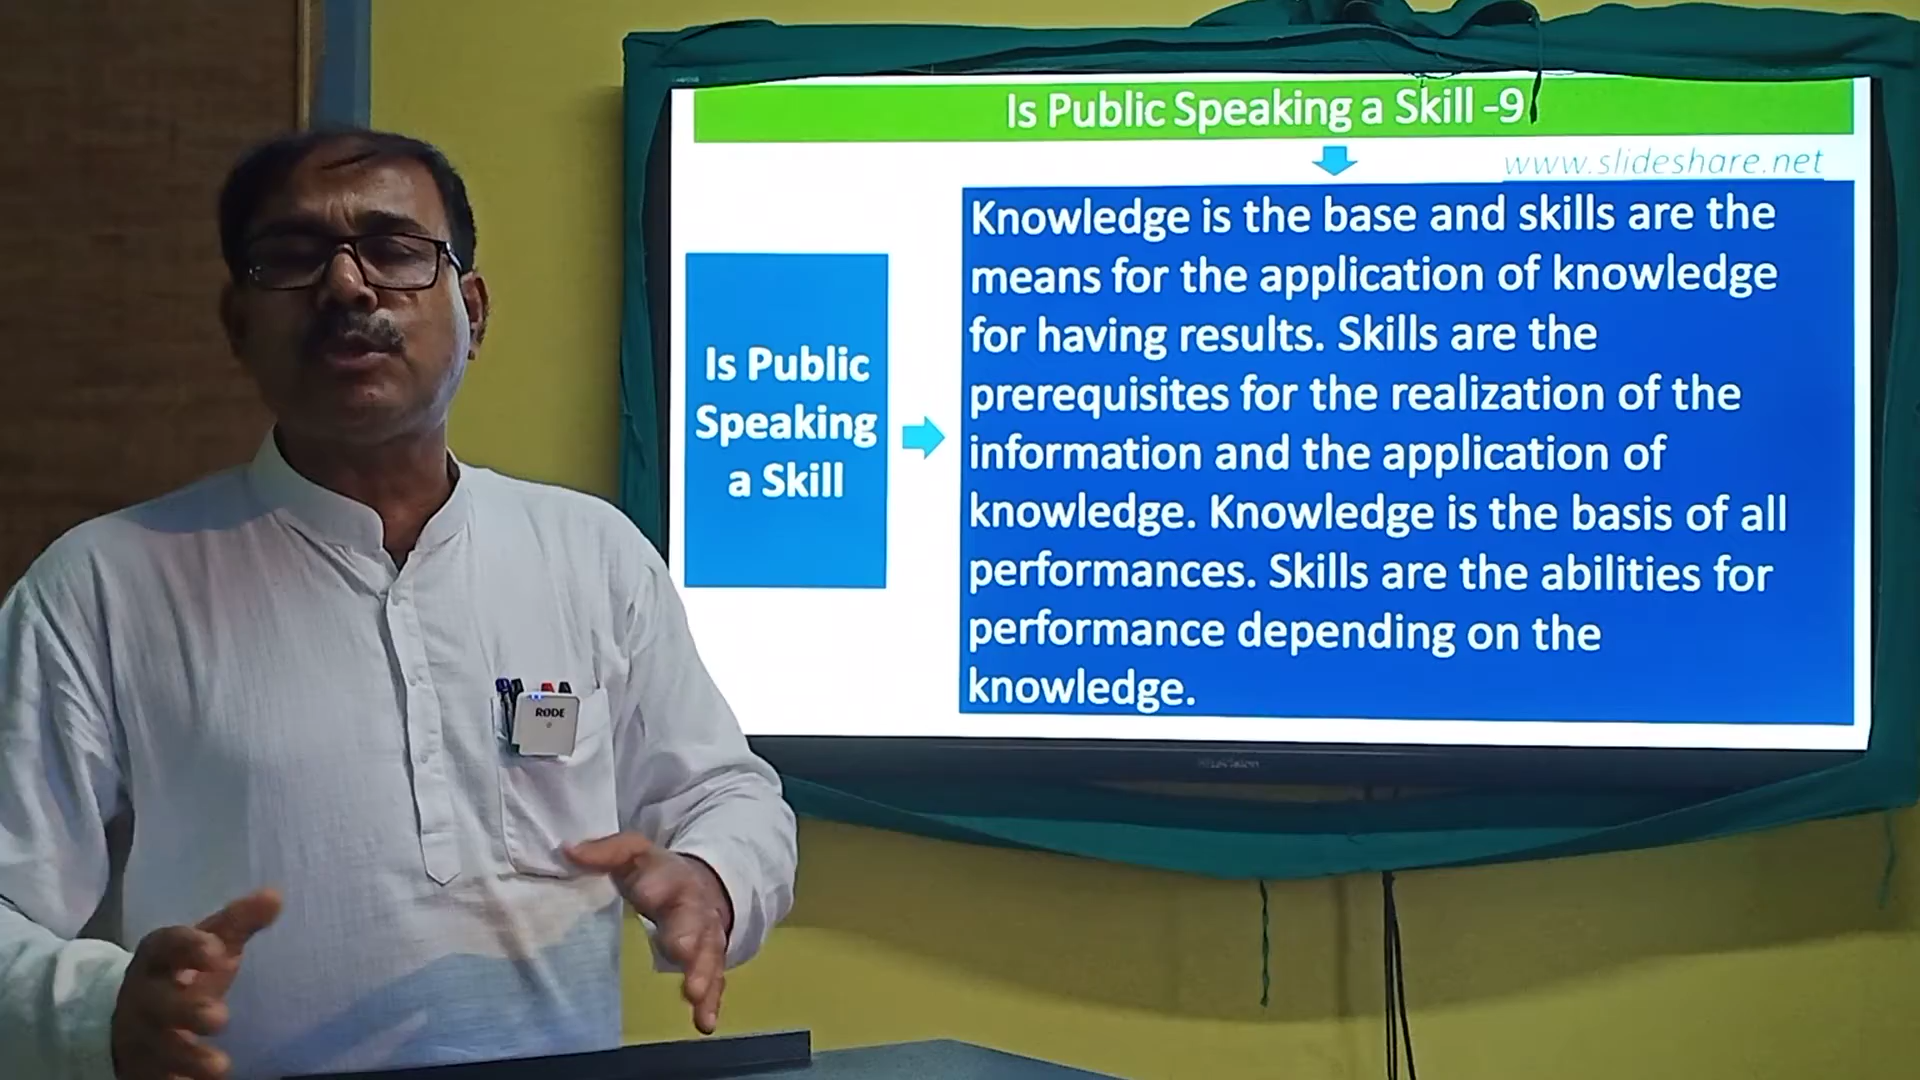 Is Public Speaking a Skill -9
www.slideshare.net
Is Public
Speaking
a Skill
Knowledge is the base and skills are the
means for the application of knowledge
for having results. Skills are the
prerequisites for the realization of the
information and the application of
knowledge. Knowledge is the basis of all
performances. Skills are the abilities for
performance depending on the
knowledge.
RØDE